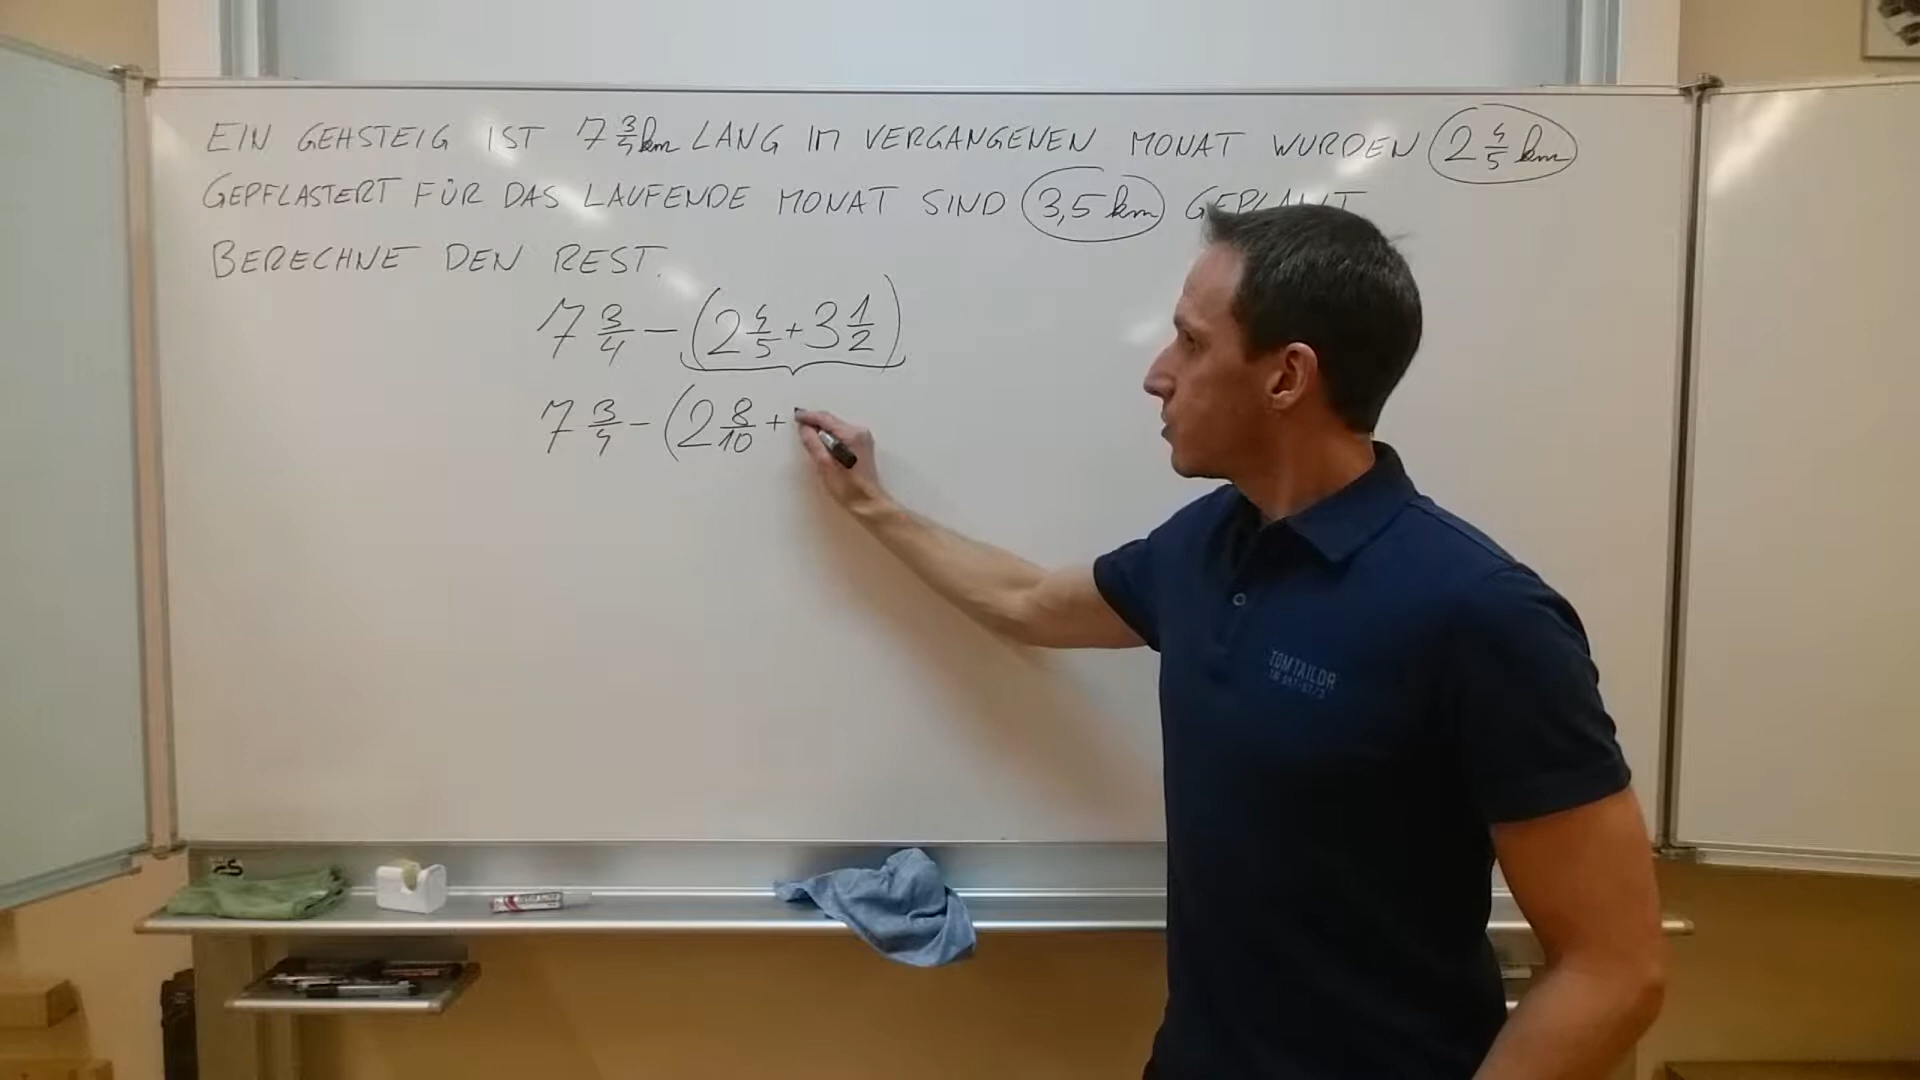 EIN GEHSTEIG IST 7 3/4 km LANG IM VERGANGENEN MONAT WURDEN 2 4/5 km
GEPFLASTERT FÜR DAS LAUFENDE MONAT SIND 3,5 km GEPLANT
BERECHNE DEN REST.
7 3/4 - (2 4/5 + 3 1/2)
7 3/4 - (2 8/10 +
TOM TAILOR